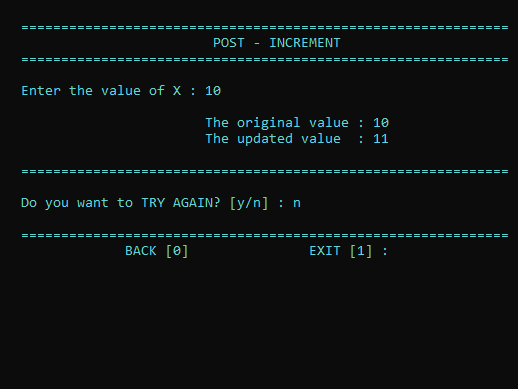 =============================================================
POST - INCREMENT
=============================================================
Enter the value of X : 10
The original value : 10
The updated value  : 11
=============================================================
Do you want to TRY AGAIN? [y/n] : n
=============================================================
BACK [0]               EXIT [1] :